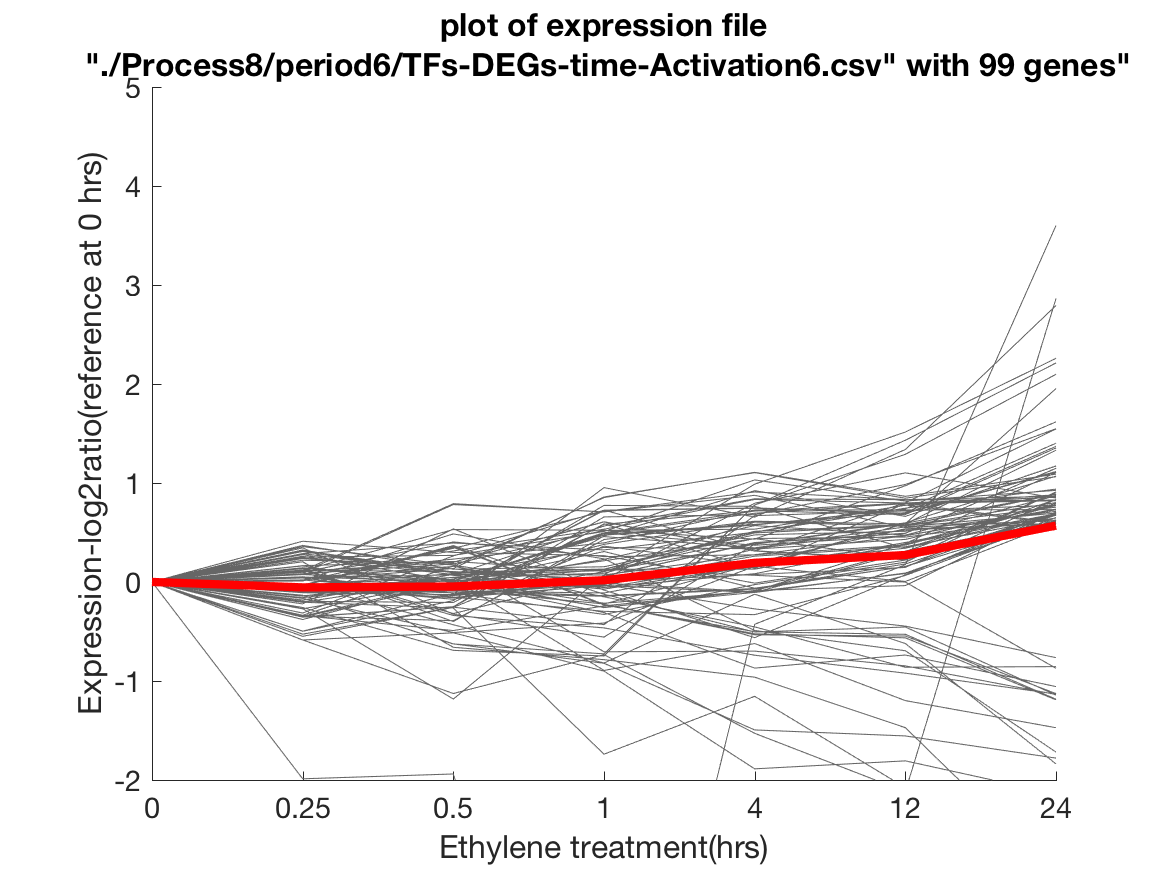 plot of expression file
"./Process8/period6/TFs-DEGs-time-Activation6.csv" with 99 genes"
Expression-log2ratio(reference at 0 hrs)
5
4
3
2
1
0
-1
-2
0 0.25 0.5 1 4 12 24
Ethylene treatment(hrs)